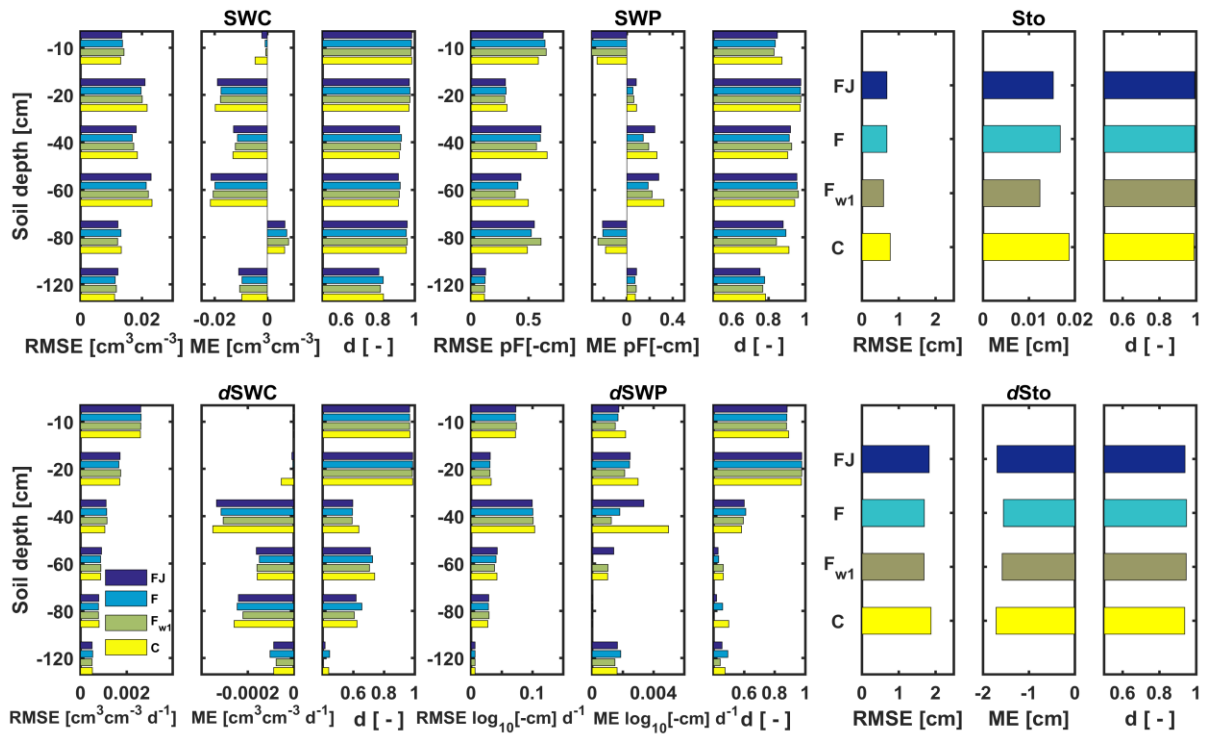 SWC SWP Sto
Soil depth [cm]
-10
-20
-40
-60
-80
-120
FJ
F
F_w1
C
0 0.02 -0.02 0 0.6 0.8 1 0 0.5 0 0.4 0.6 0.8 1 0 1 2 0 0.01 0.02 0.6 0.8 1
RMSE [cm³cm⁻³] ME [cm³cm⁻³] d [ - ] RMSE pF[-cm] ME pF[-cm] d [ - ] RMSE [cm] ME [cm] d [ - ]
dSWC dSWP dSto
Soil depth [cm]
-10
-20
-40
-60
-80
-120
FJ
F
F_w1
C
FJ
F
F_w1
C
0 0.002 -0.0002 0 0.6 0.8 1 0 0.1 0 0.004 0.6 0.8 1 0 1 2 -2 -1 0 0.6 0.8 1
RMSE [cm³cm⁻³ d⁻¹] ME [cm³cm⁻³ d⁻¹] d [ - ] RMSE log₁₀[-cm] d⁻¹ ME log₁₀[-cm] d⁻¹ d [ - ] RMSE [cm] ME [cm] d [ - ]